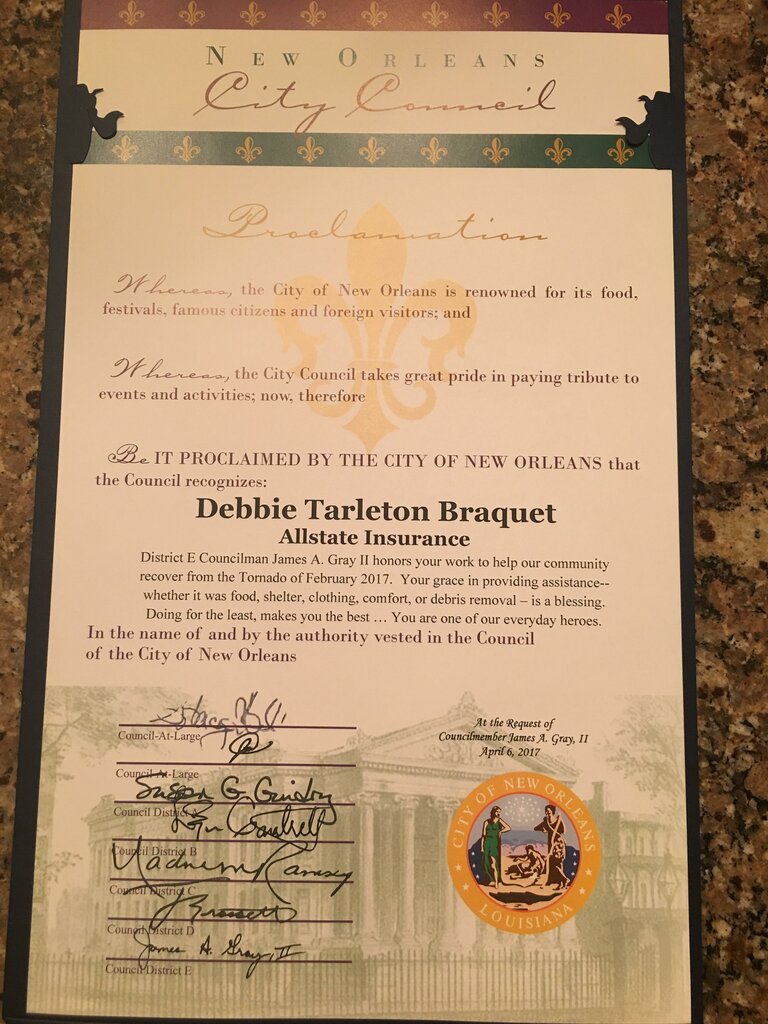 NEW ORLEANS
City Council
Proclamation
Whereas, the City of New Orleans is renowned for its food,
festivals, famous citizens and foreign visitors; and
Whereas, the City Council takes great pride in paying tribute to
events and activities; now, therefore
Be IT PROCLAIMED BY THE CITY OF NEW ORLEANS that
the Council recognizes:
Debbie Tarleton Braquet
Allstate Insurance
District E Councilman James A. Gray II honors your work to help our community
recover from the Tornado of February 2017. Your grace in providing assistance--
whether it was food, shelter, clothing, comfort, or debris removal – is a blessing.
Doing for the least, makes you the best … You are one of our everyday heroes.
In the name of and by the authority vested in the Council
of the City of New Orleans
Council-At-Large
Council-At-Large
Susan G. Guidry
Council District A
Council District B
Nadine M Ramsey
Council District C
J Brossett
Council District D
James A. Gray, II
Council District E
At the Request of
Councilmember James A. Gray, II
April 6, 2017
CITY OF NEW ORLEANS
LOUISIANA